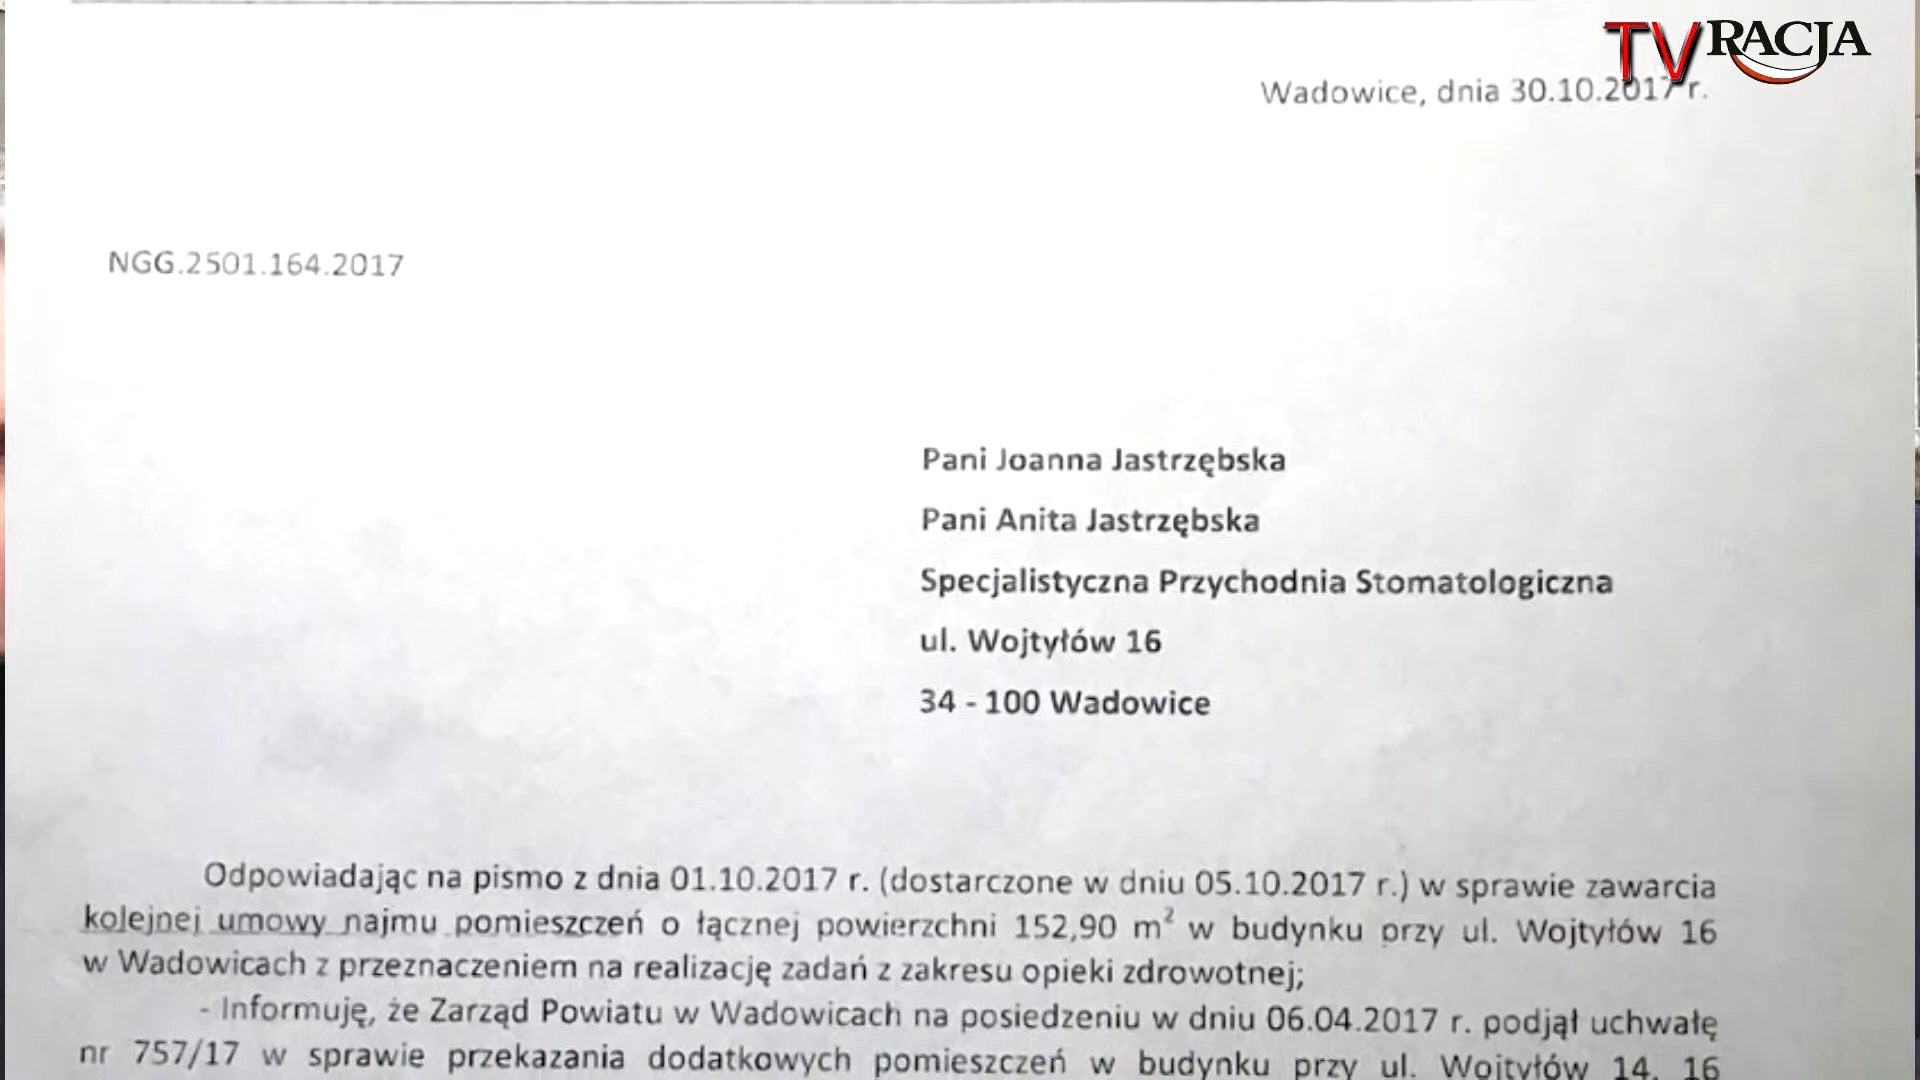 TV RACJA
Wadowice, dnia 30.10.2017 r.
NGG.2501.164.2017
Pani Joanna Jastrzębska
Pani Anita Jastrzębska
Specjalistyczna Przychodnia Stomatologiczna
ul. Wojtyłów 16
34 - 100 Wadowice
Odpowiadając na pismo z dnia 01.10.2017 r. (dostarczone w dniu 05.10.2017 r.) w sprawie zawarcia
kolejnej umowy najmu pomieszczeń o łącznej powierzchni 152,90 m² w budynku przy ul. Wojtyłów 16
w Wadowicach z przeznaczeniem na realizację zadań z zakresu opieki zdrowotnej;
- Informuję, że Zarząd Powiatu w Wadowicach na posiedzeniu w dniu 06.04.2017 r. podjął uchwałę
nr 757/17 w sprawie przekazania dodatkowych pomieszczeń w budynku przy ul. Wojtyłów 14, 16